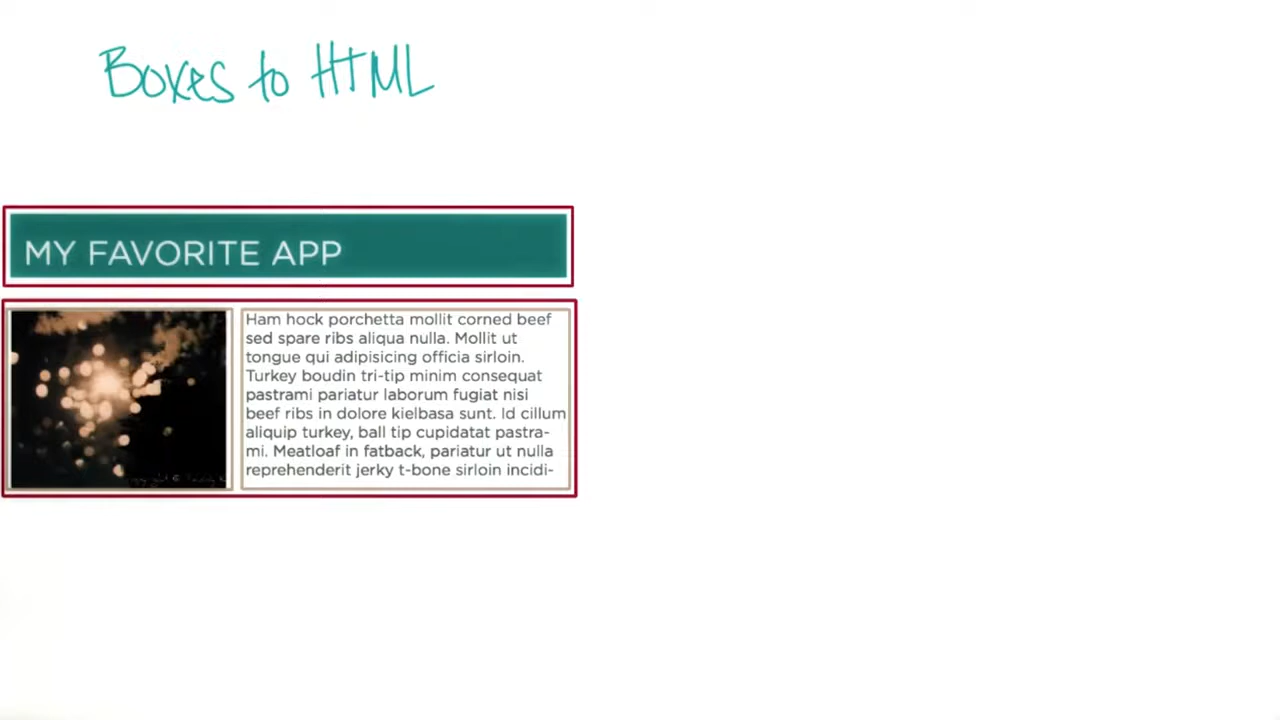 Boxes to HTML
MY FAVORITE APP
Ham hock porchetta mollit corned beef
sed spare ribs aliqua nulla. Mollit ut
tongue qui adipisicing officia sirloin.
Turkey boudin tri-tip minim consequat
pastrami pariatur laborum fugiat nisi
beef ribs in dolore kielbasa sunt. Id cillum
aliquip turkey, ball tip cupidatat pastra-
mi. Meatloaf in fatback, pariatur ut nulla
reprehenderit jerky t-bone sirloin incidi-